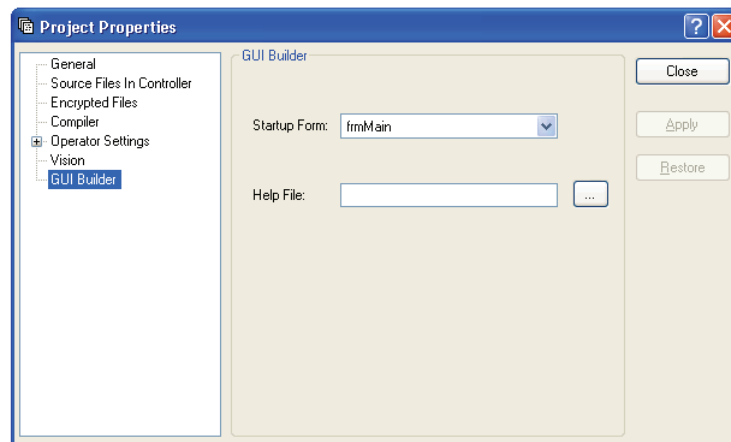 Project Properties
General
Source Files In Controller
Encrypted Files
Compiler
Operator Settings
Vision
GUI Builder
GUI Builder
Startup Form: frmMain
Help File: ...
Close
Apply
Restore